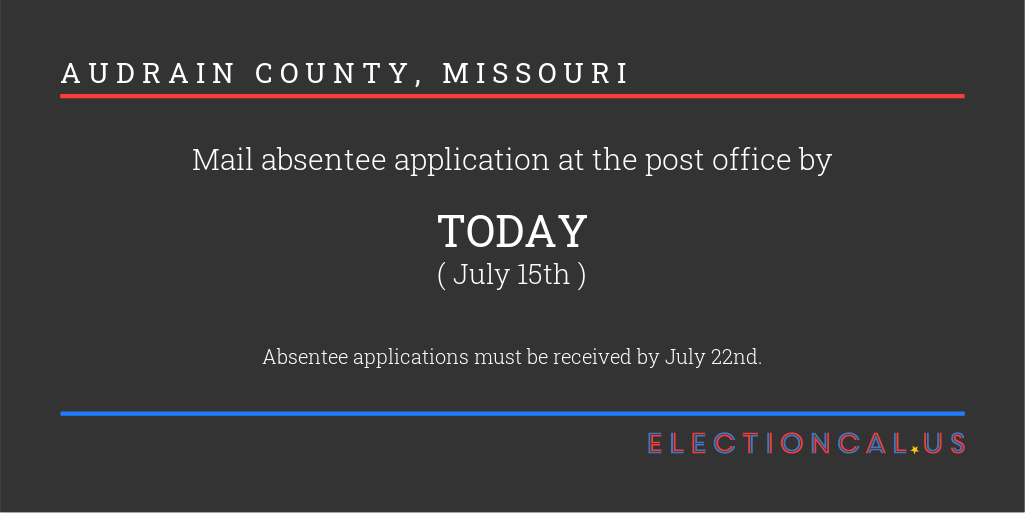 AUDRAIN COUNTY, MISSOURI
Mail absentee application at the post office by
TODAY
( July 15th )
Absentee applications must be received by July 22nd.
ELECTIONCAL.US